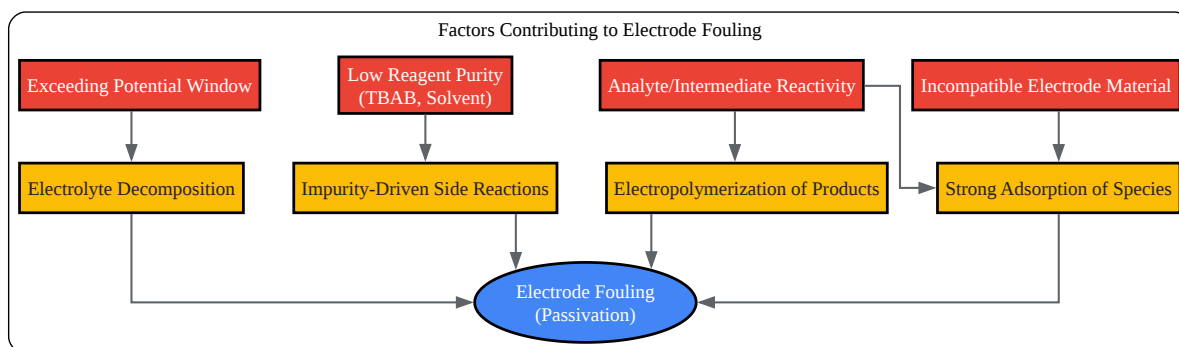 Factors Contributing to Electrode Fouling
Exceeding Potential Window
Low Reagent Purity
(TBAB, Solvent)
Analyte/Intermediate Reactivity
Incompatible Electrode Material
Electrolyte Decomposition
Impurity-Driven Side Reactions
Electropolymerization of Products
Strong Adsorption of Species
Electrode Fouling
(Passivation)